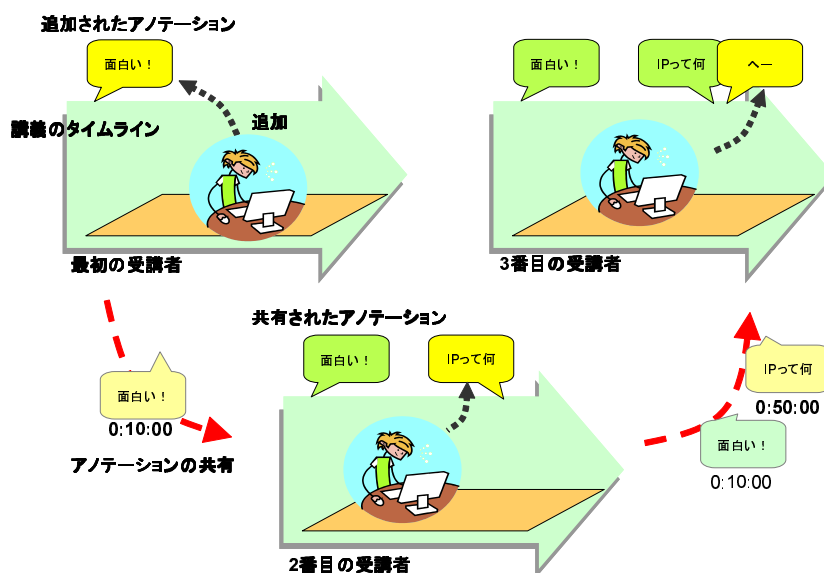 追加されたアノテーション
面白い！
講義のタイムライン
追加
最初の受講者
面白い！
IPって何
へー
3番目の受講者
面白い！
0:10:00
アノテーションの共有
共有されたアノテーション
面白い！
IPって何
2番目の受講者
IPって何
0:50:00
面白い！
0:10:00